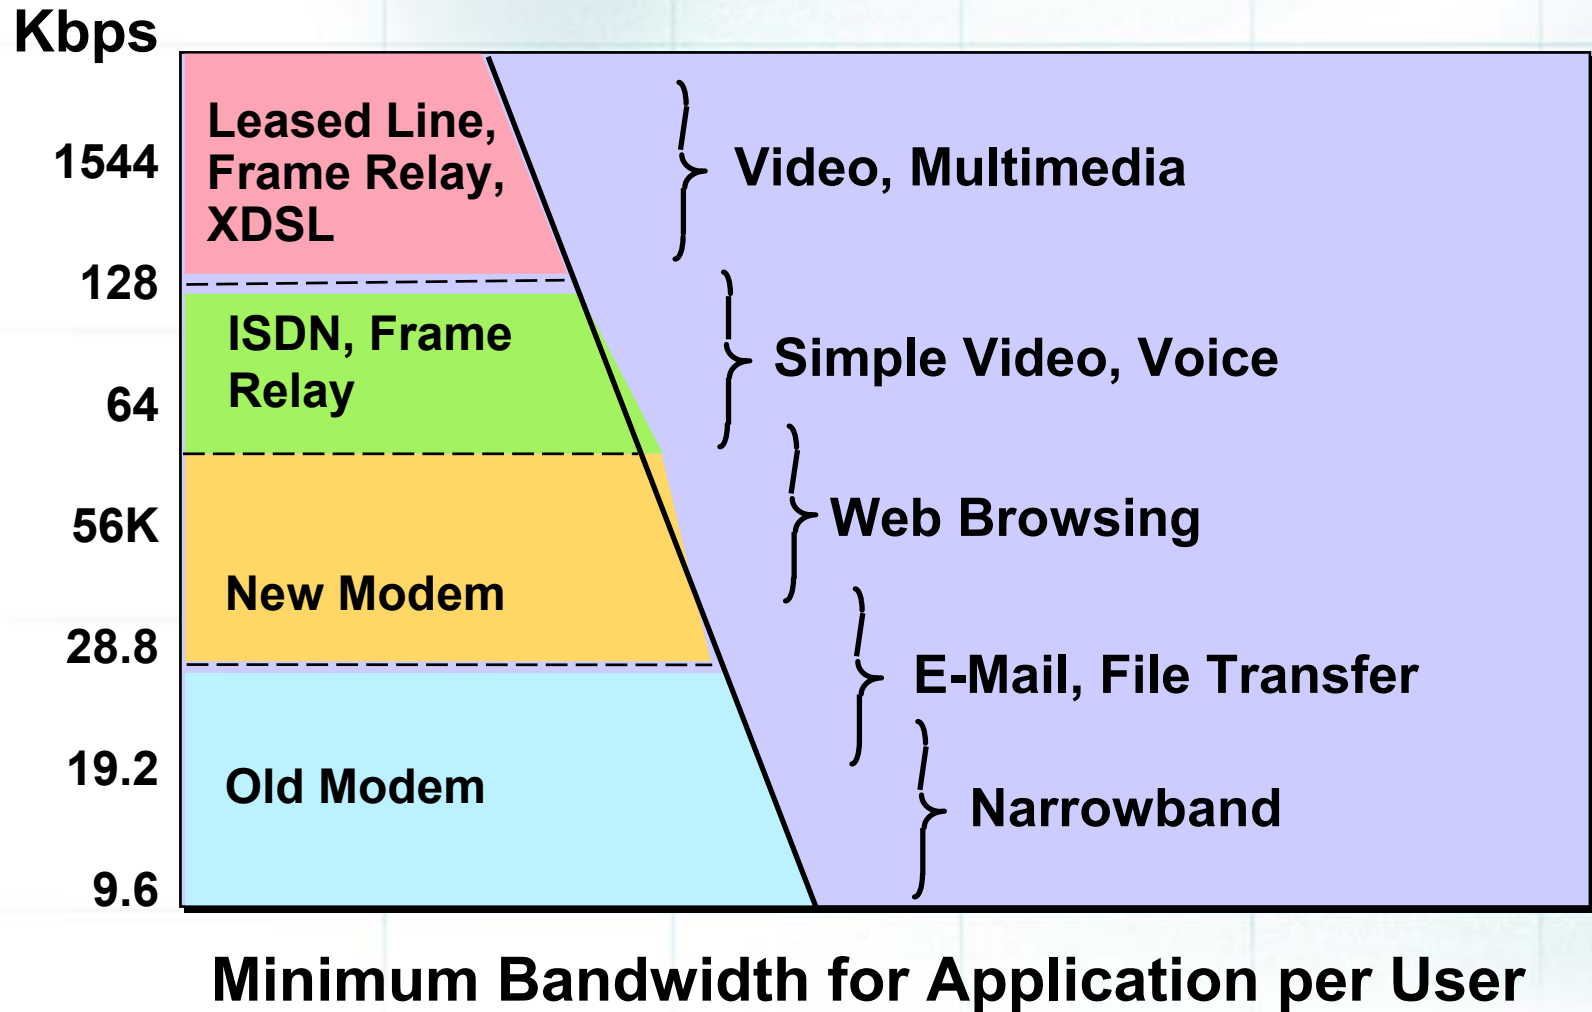 Kbps
1544
128
64
56K
28.8
19.2
9.6
Leased Line,
Frame Relay,
XDSL
ISDN, Frame
Relay
New Modem
Old Modem
Video, Multimedia
Simple Video, Voice
Web Browsing
E-Mail, File Transfer
Narrowband
Minimum Bandwidth for Application per User